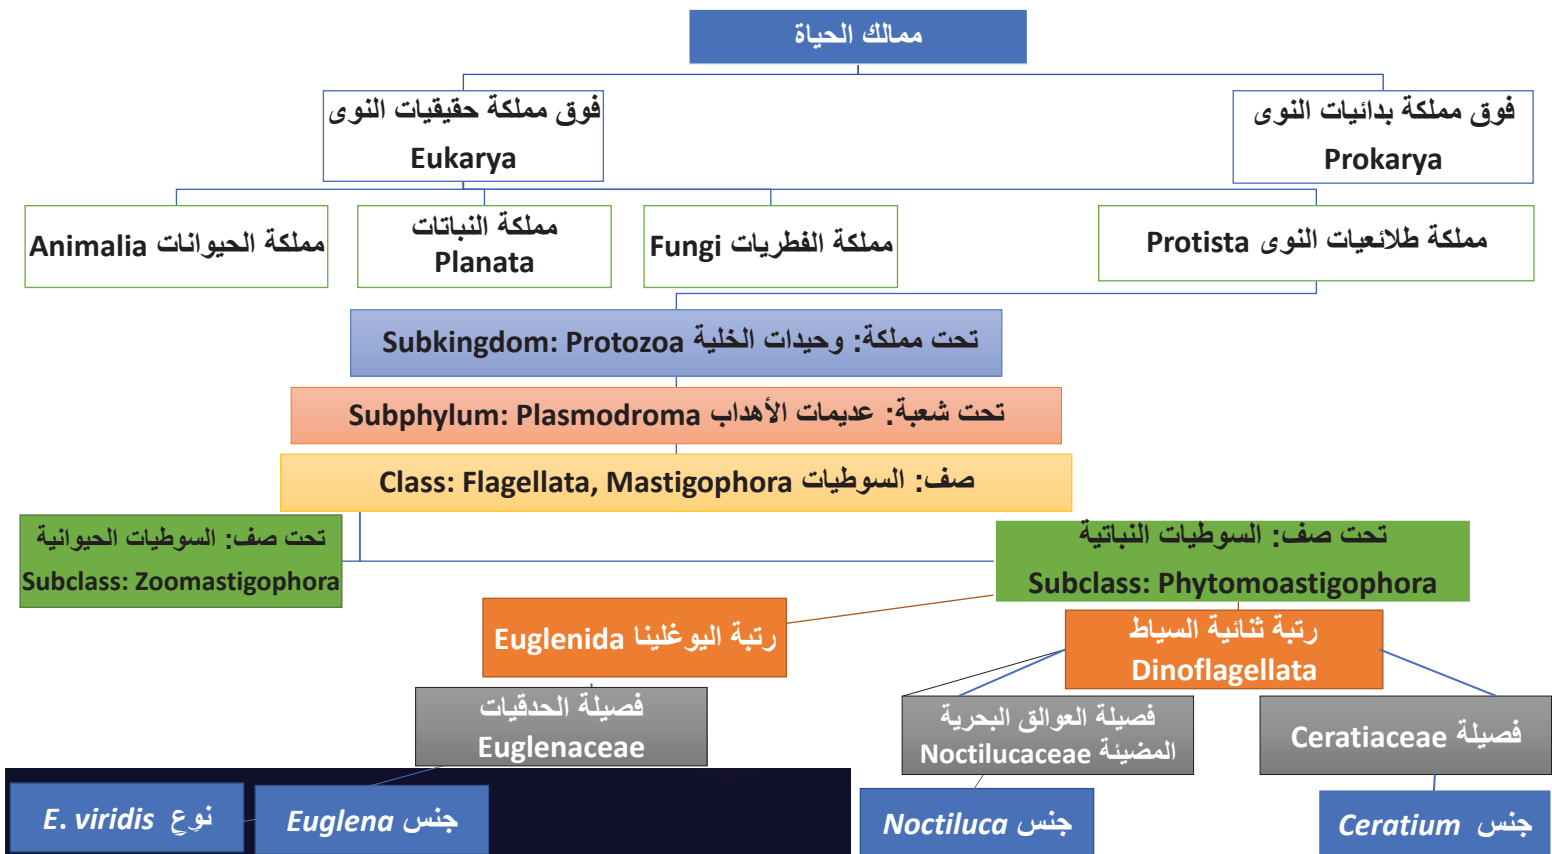 ممالك الحياة
فوق مملكة بدائيات النوى
Prokarya
فوق مملكة حقيقيات النوى
Eukarya
مملكة طلائعيات النوى Protista
مملكة الفطريات Fungi
مملكة النباتات
Planata
مملكة الحيوانات Animalia
تحت مملكة: وحيدات الخلية Subkingdom: Protozoa
تحت شعبة: عديمات الأهداب Subphylum: Plasmodroma
صف: السوطيات Class: Flagellata, Mastigophora
تحت صف: السوطيات النباتية
Subclass: Phytomoastigophora
تحت صف: السوطيات الحيوانية
Subclass: Zoomastigophora
رتبة ثنائية السياط
Dinoflagellata
رتبة اليوغلينا Euglenida
فصيلة Ceratiaceae
فصيلة العوالق البحرية
المضيئة Noctilucaceae
فصيلة الحدقيات
Euglenaceae
جنس Ceratium
جنس Noctiluca
جنس Euglena
نوع E. viridis